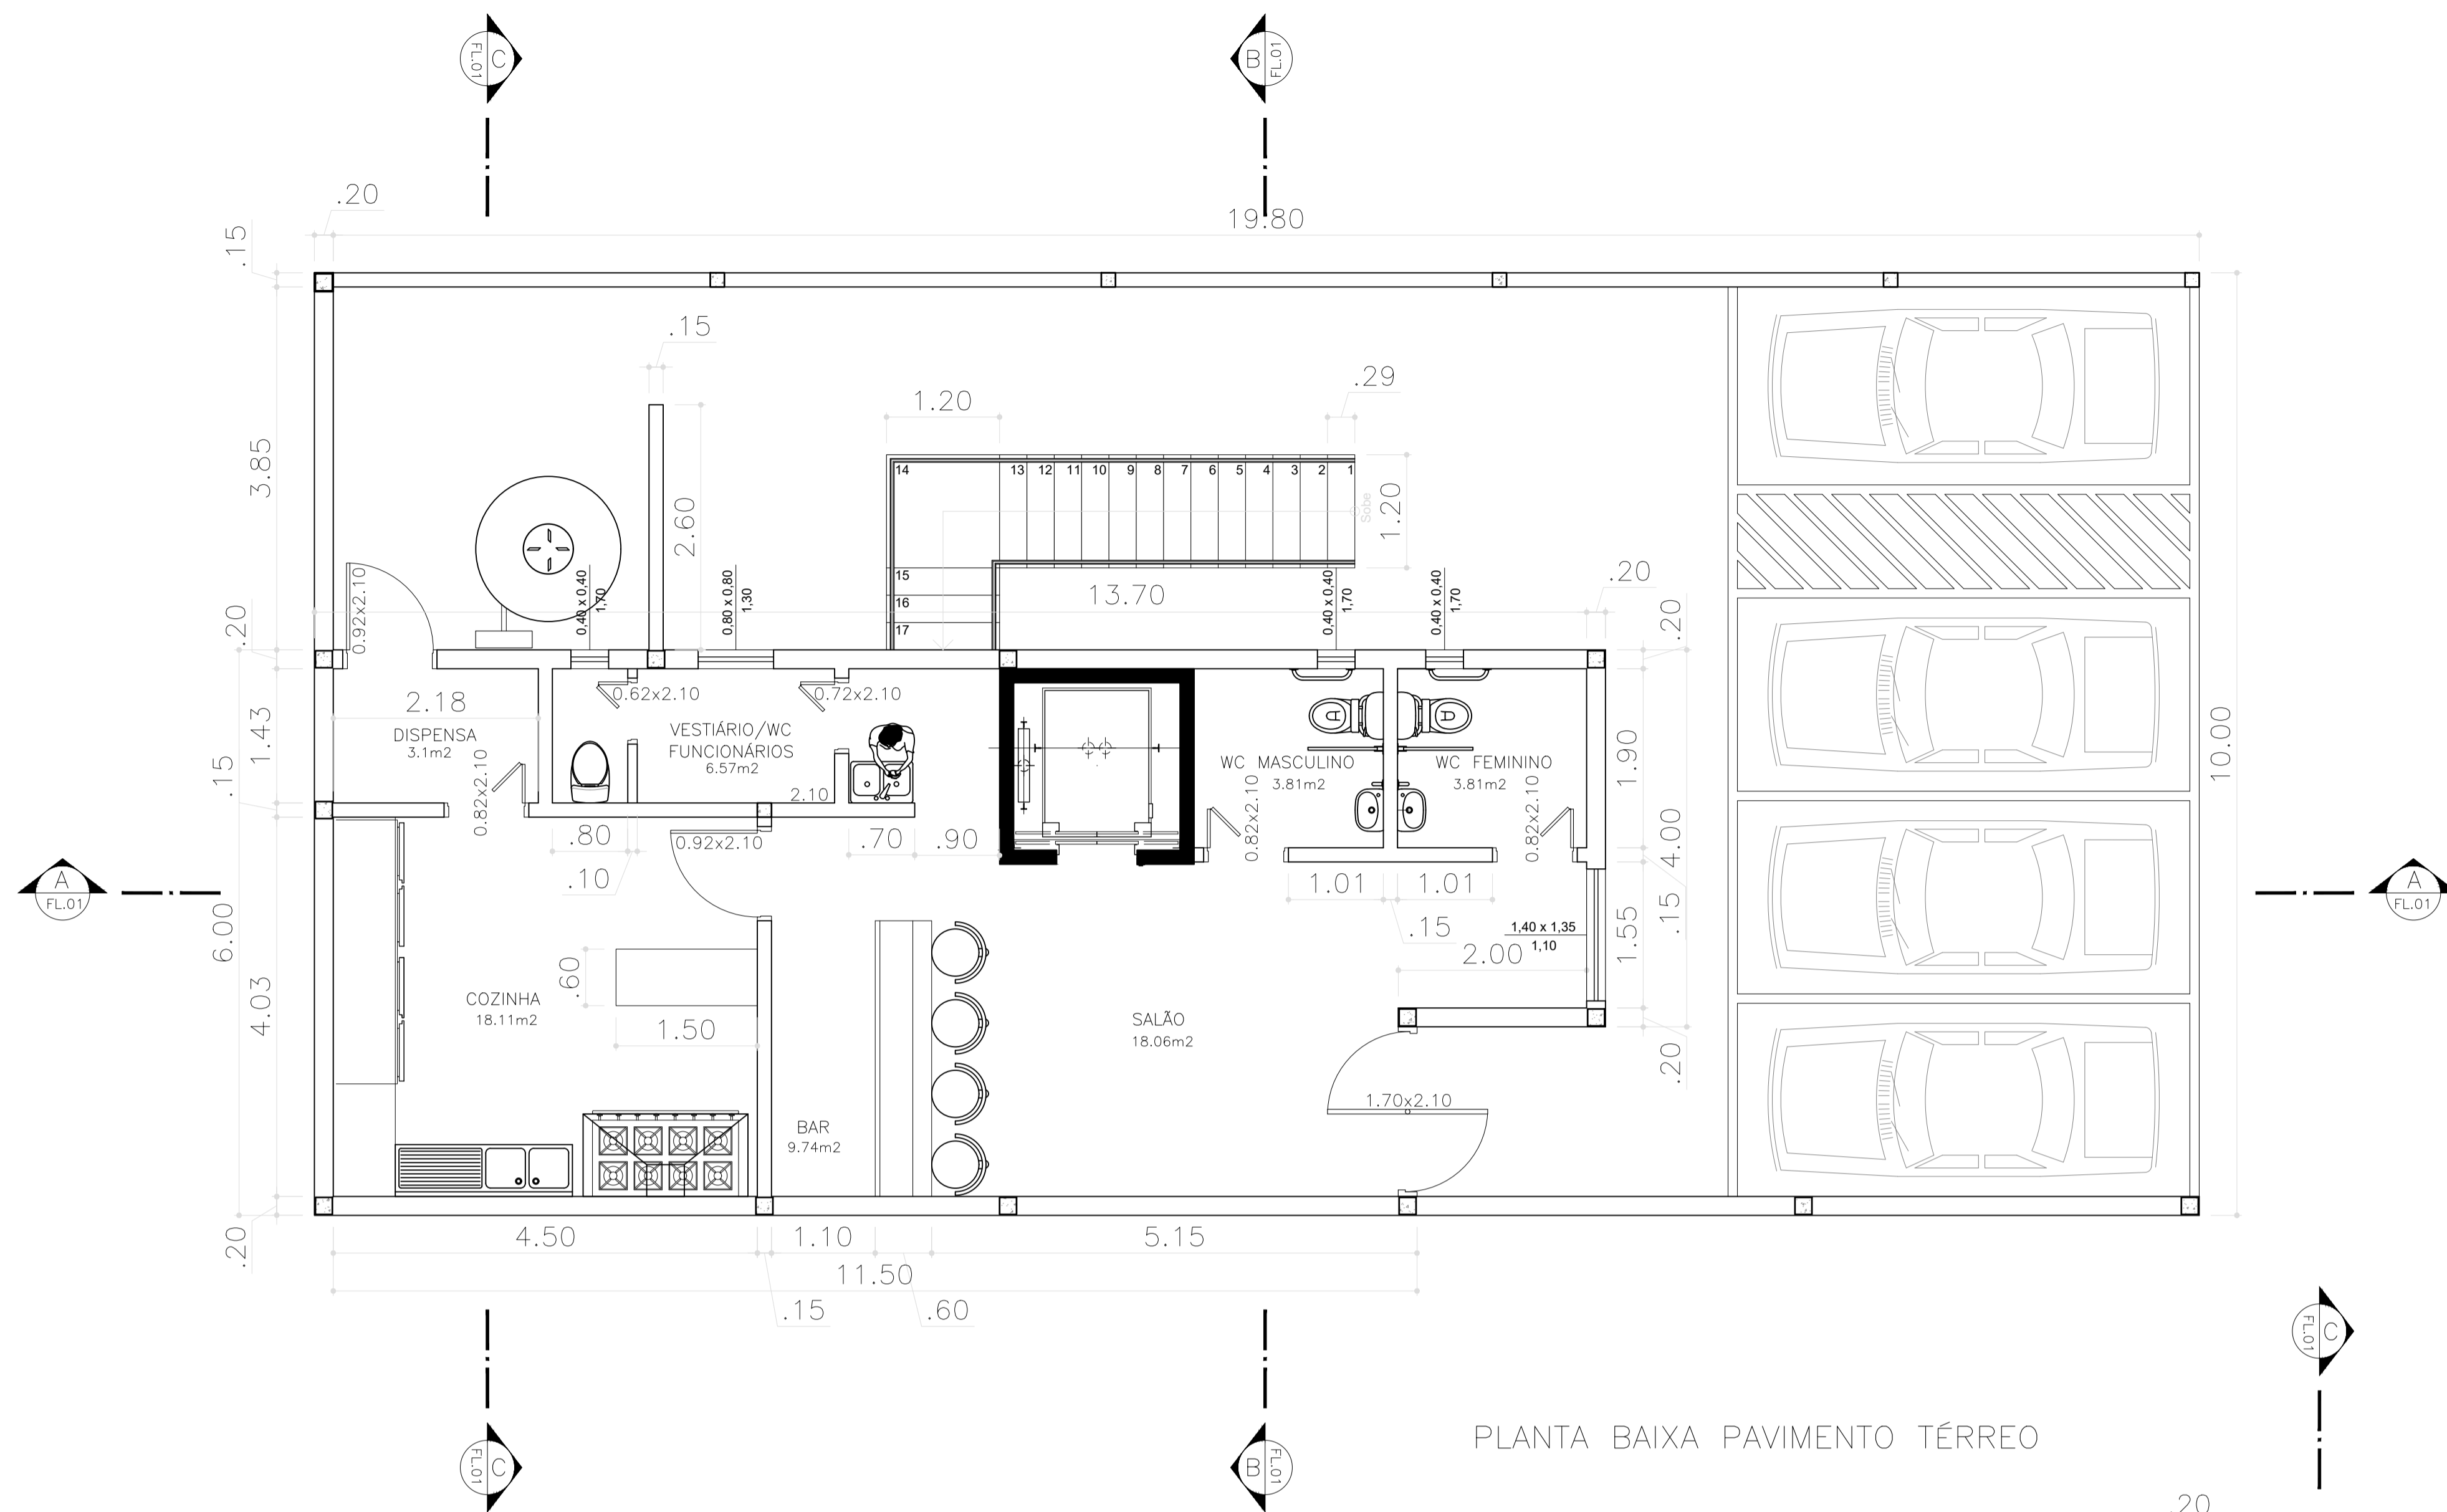 C
FL.01
B
FL.01
.20
19.80
.15
.15
.29
1.20
3.85
14
13
12
11
10
9
8
7
6
5
4
3
2
1
Sobe
1.20
2.60
15
16
17
13.70
0.92x2.10
0,40 x 0,40
1,70
0,80 x 0,80
1,30
0,40 x 0,40
1,70
0,40 x 0,40
1,70
.20
.20
.20
0.62x2.10
0.72x2.10
2.18
DISPENSA
3.1m2
VESTIÁRIO/WC
FUNCIONÁRIOS
6.57m2
1.43
WC MASCULINO
3.81m2
WC FEMININO
3.81m2
1.90
10.00
.15
0.82x2.10
2.10
0.82x2.10
0.82x2.10
.80
0.92x2.10
.70
.90
4.00
.10
1.01
1.01
A
FL.01
A
FL.01
6.00
.15
1,40 x 1,35
1,10
2.00
1.55
.15
4.03
.60
COZINHA
18.11m2
1.50
SALÃO
18.06m2
.20
1.70x2.10
BAR
9.74m2
.20
4.50
1.10
5.15
11.50
.15
.60
C
FL.01
PLANTA BAIXA PAVIMENTO TÉRREO
C
FL.01
B
FL.01
.20